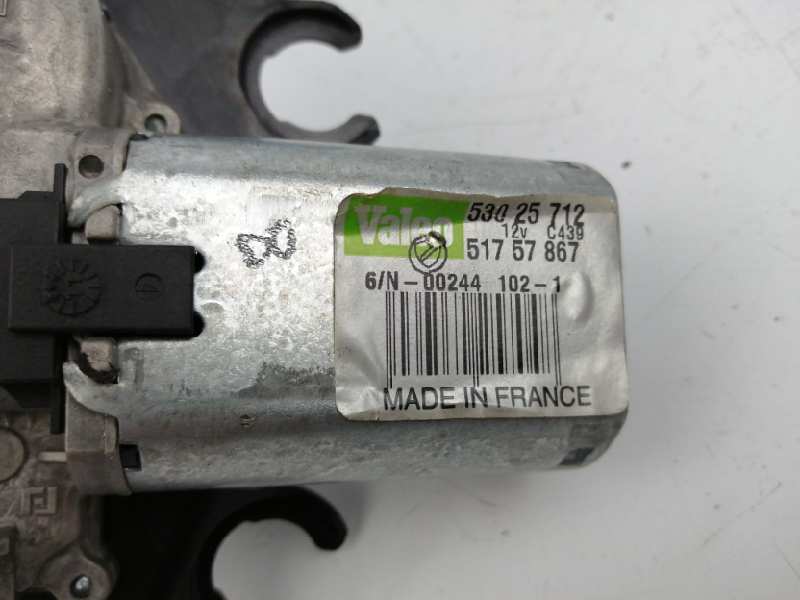 Valeo 530 25 712
12v C439
517 57 867
6/N-00244 102-1
MADE IN FRANCE